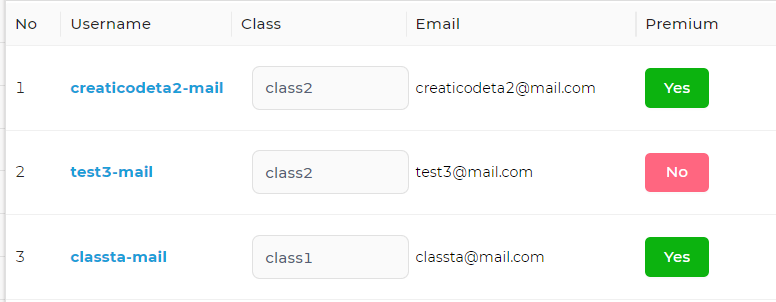 No Username Class Email Premium
1 creaticodeta2-mail class2 creaticodeta2@mail.com Yes
2 test3-mail class2 test3@mail.com No
3 classta-mail class1 classta@mail.com Yes